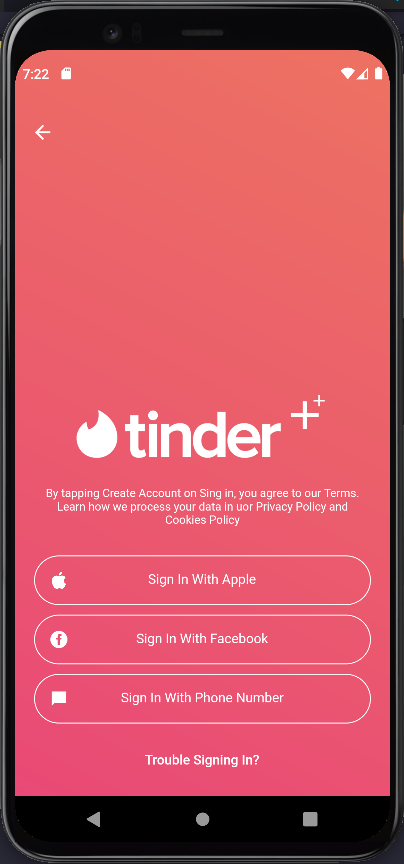 7:22
tinder ++
By tapping Create Account on Sing in, you agree to our Terms.
Learn how we process your data in uor Privacy Policy and
Cookies Policy
Sign In With Apple
Sign In With Facebook
Sign In With Phone Number
Trouble Signing In?